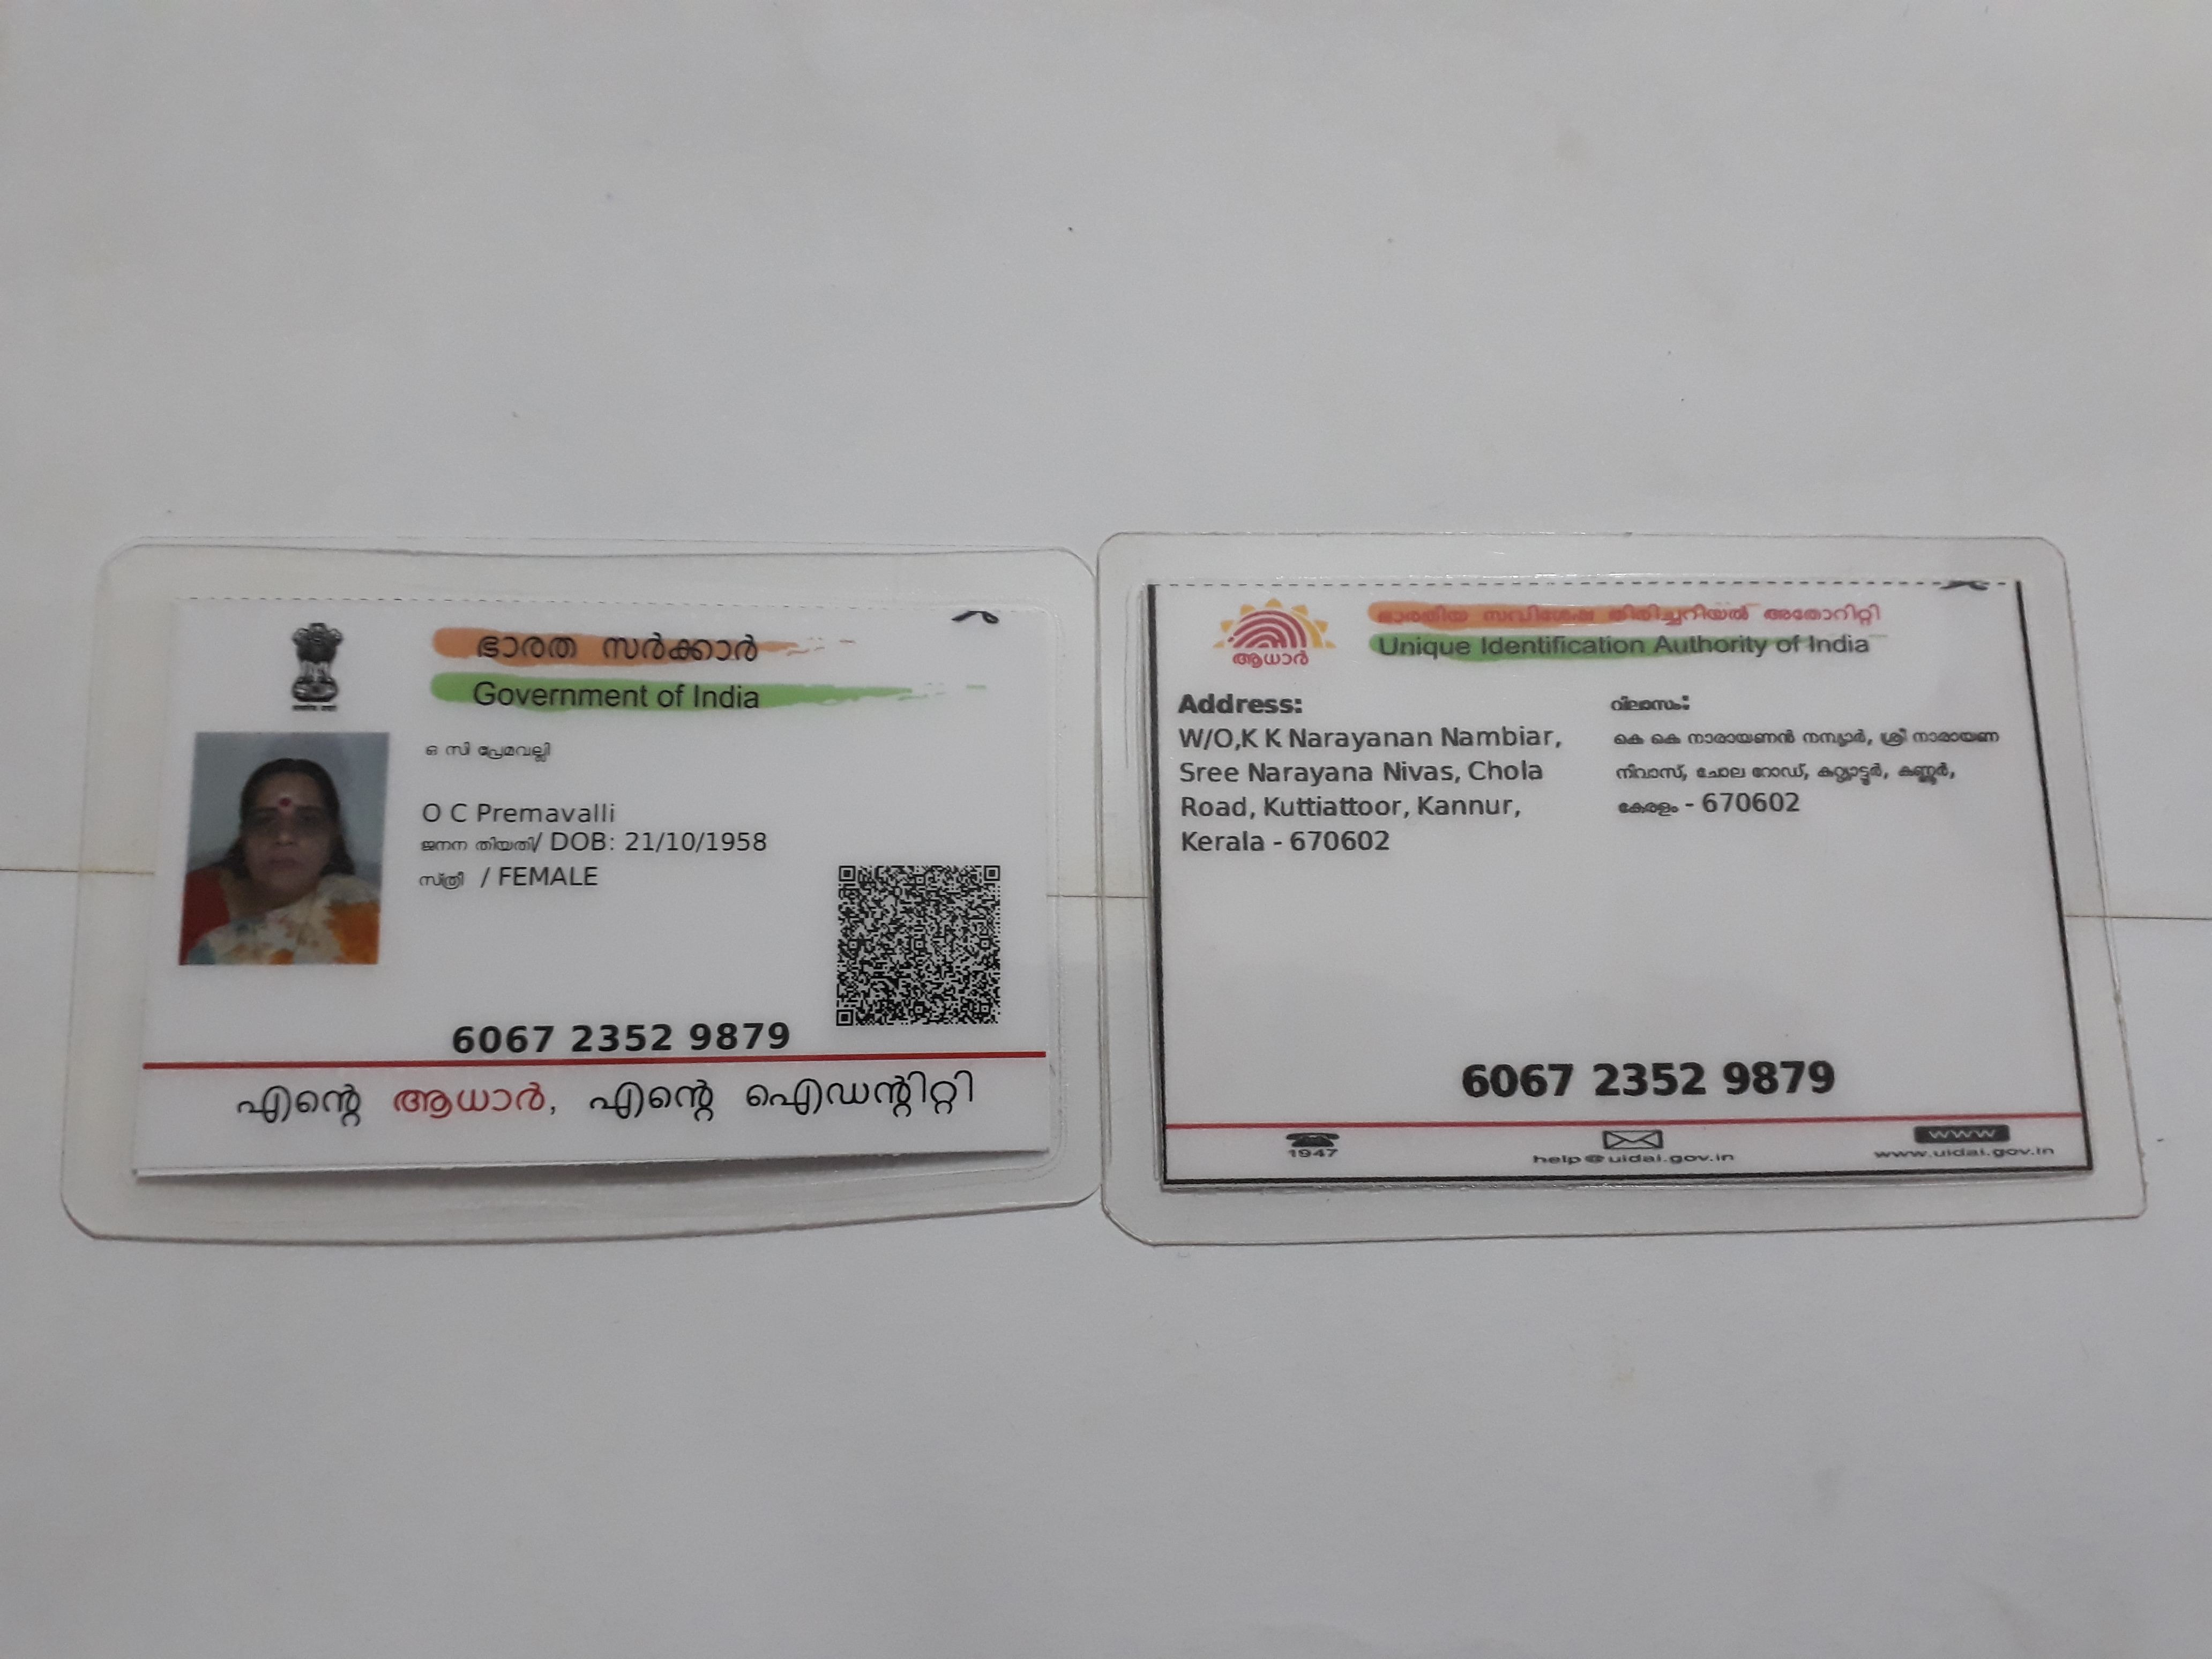 ഭാരത സർക്കാർ
Government of India
ഒ സി പ്രേമവല്ലി
O C Premavalli
ജനന തിയതി/ DOB: 21/10/1958
സ്ത്രീ / FEMALE
6067 2352 9879
എന്റെ ആധാർ, എന്റെ ഐഡന്റിറ്റി
ആധാർ
ഭാരതീയ സവിശേഷ തിരിച്ചറിയൽ അതോറിറ്റി
Unique Identification Authority of India
Address:
W/O,K K Narayanan Nambiar,
Sree Narayana Nivas, Chola
Road, Kuttiattoor, Kannur,
Kerala - 670602
വിലാസം:
കെ കെ നാരായണൻ നമ്പ്യാർ, ശ്രീ നാരായണ
നിവാസ്, ചോല റോഡ്, കുറ്റ്യാട്ടൂർ, കണ്ണൂർ,
കേരളം - 670602
6067 2352 9879
1947
help@uidai.gov.in
WWW
www.uidai.gov.in